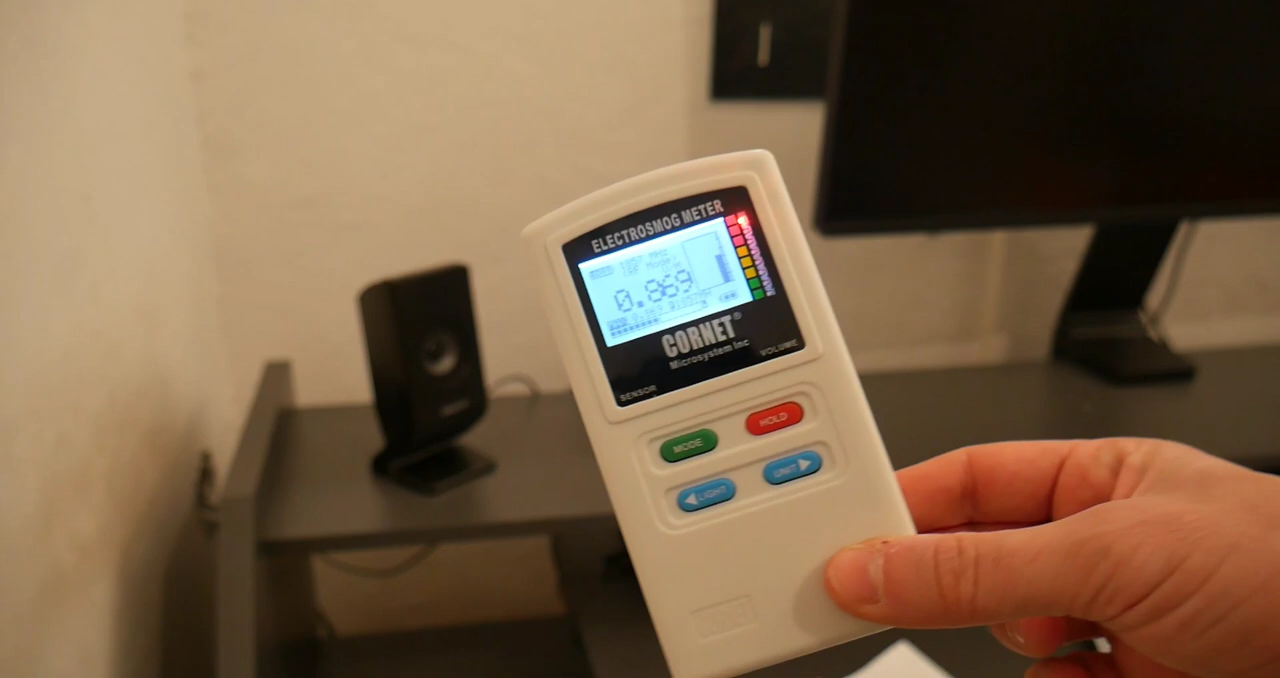 ELECTROSMOG METER
0.869
CORNET®
Microsystem Inc
SENSOR
VOLUME
MODE
HOLD
LIGHT
UNIT